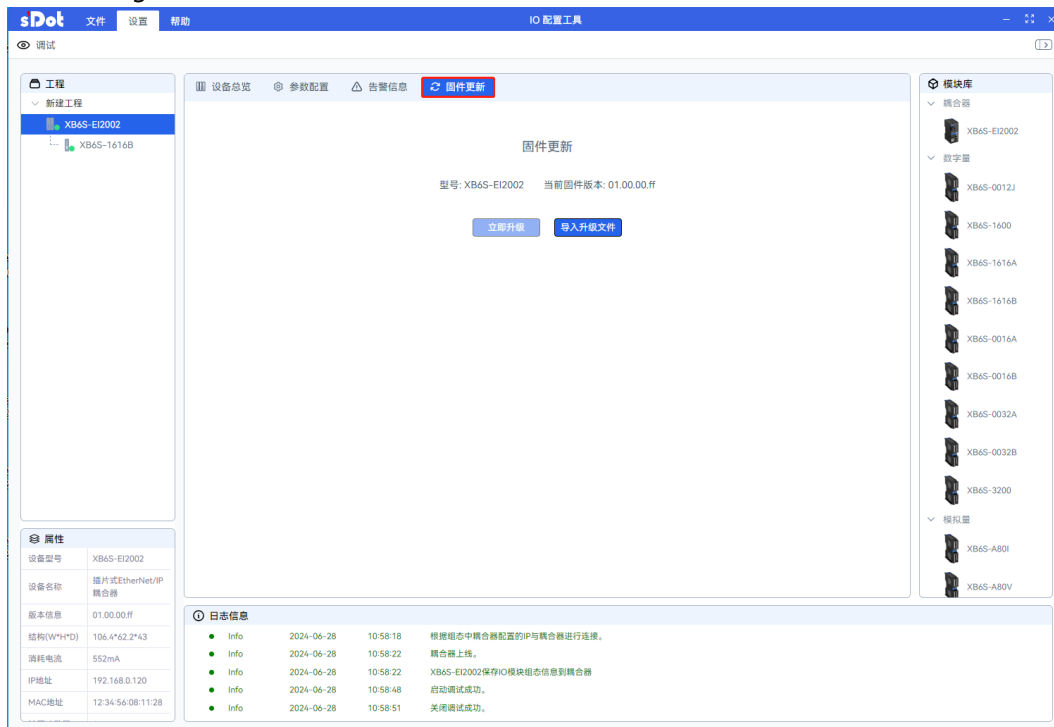 sDot 文件 设置 帮助 IO 配置工具
调试
工程
新建工程
XB6S-EI2002
XB6S-1616B
设备总览 参数配置 告警信息 固件更新
固件更新
型号: XB6S-EI2002 当前固件版本: 01.00.00.ff
立即升级 导入升级文件
模块库
耦合器
XB6S-EI2002
数字量
XB6S-0012J
XB6S-1600
XB6S-1616A
XB6S-1616B
XB6S-0016A
XB6S-0016B
XB6S-0032A
XB6S-0032B
XB6S-3200
模拟量
XB6S-A80I
XB6S-A80V
属性
设备型号 XB6S-EI2002
设备名称 插片式EtherNet/IP
耦合器
版本信息 01.00.00.ff
结构(W*H*D) 106.4*62.2*43
消耗电流 552mA
IP地址 192.168.0.120
MAC地址 12:34:56:08:11:28
日志信息
Info 2024-06-28 10:58:18 根据组态中耦合器配置的IP与耦合器进行连接。
Info 2024-06-28 10:58:22 耦合器上线。
Info 2024-06-28 10:58:22 XB6S-EI2002保存IO模块组态信息到耦合器
Info 2024-06-28 10:58:48 启动调试成功。
Info 2024-06-28 10:58:51 关闭调试成功。